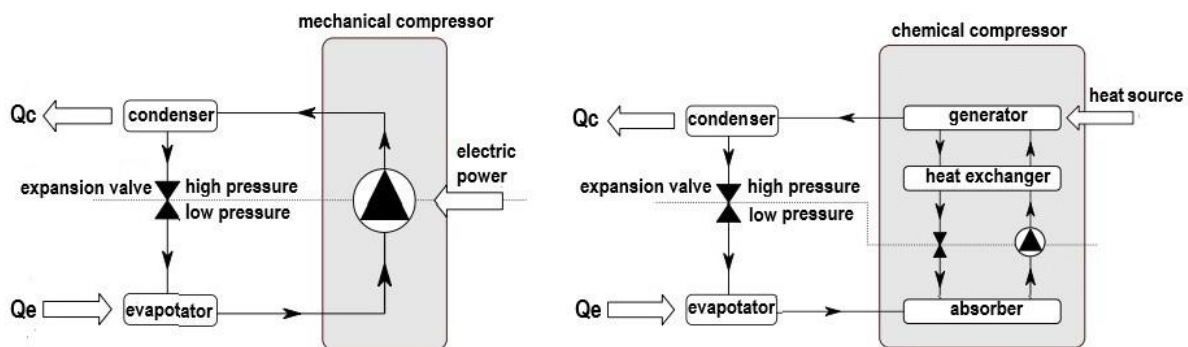 mechanical compressor
Qc
condenser
electric
power
expansion valve
high pressure
low pressure
Qe
evapotator
chemical compressor
heat source
Qc
condenser
generator
heat exchanger
expansion valve
high pressure
low pressure
Qe
evapotator
absorber